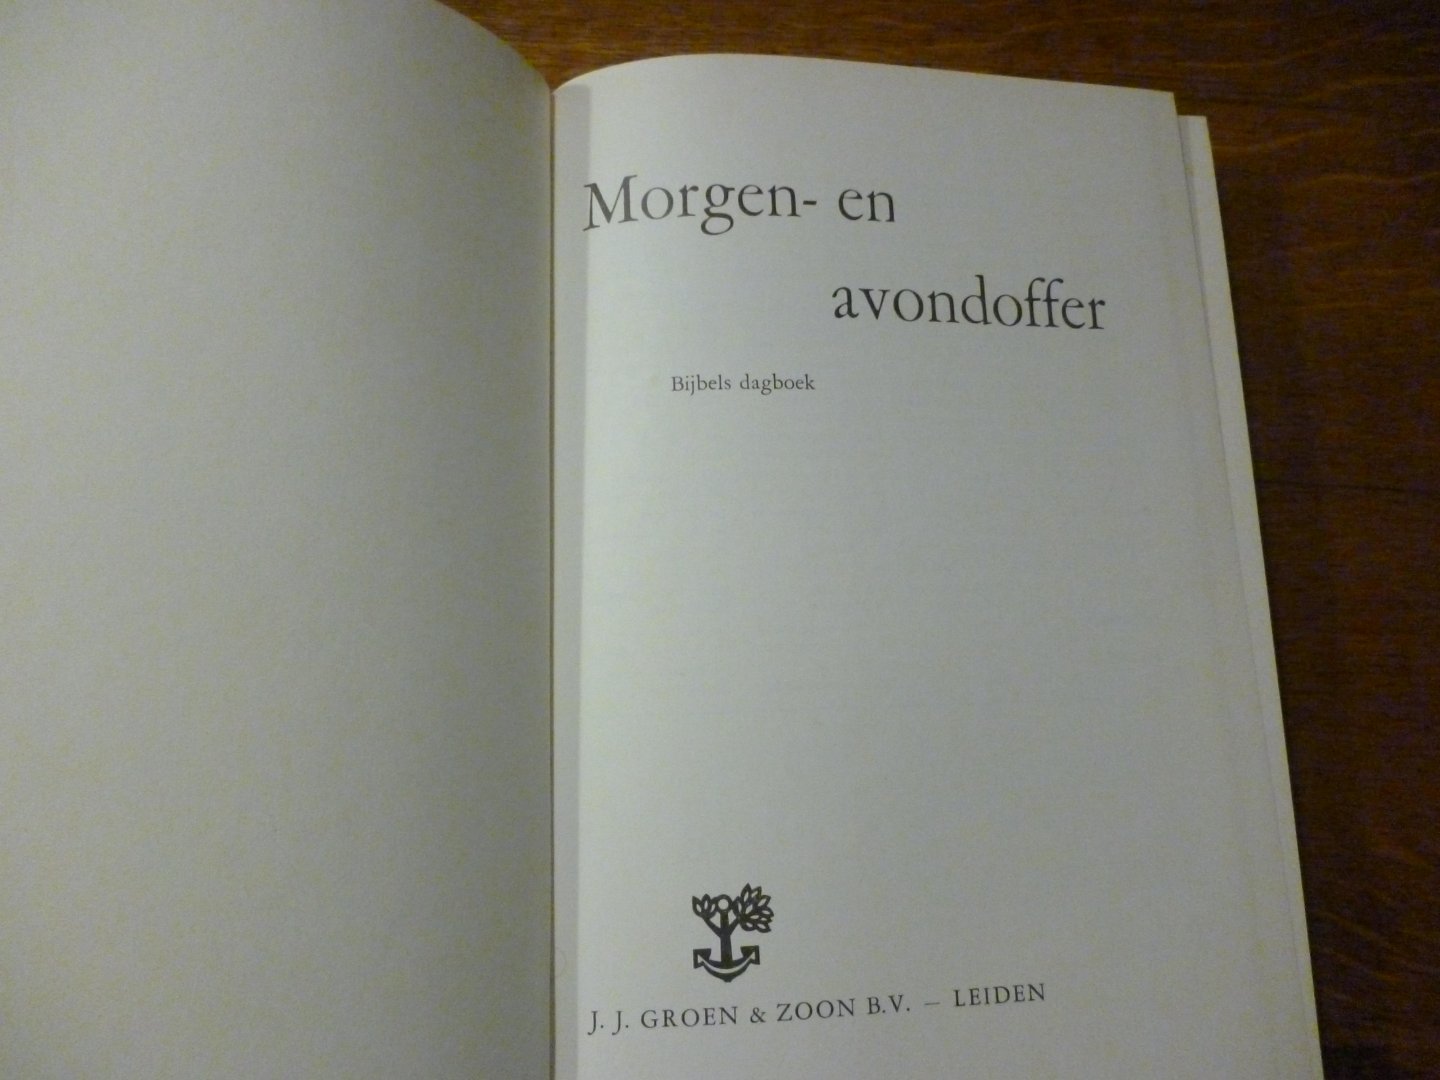 Morgen- en
avondoffer
Bijbels dagboek
J. J. GROEN & ZOON B.V. – LEIDEN